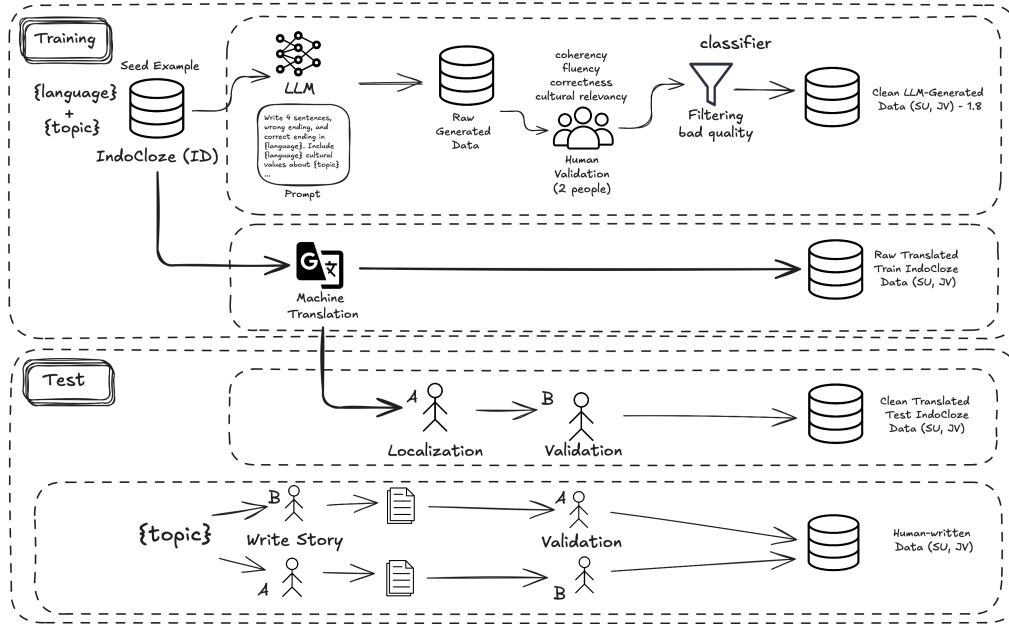 Training
Seed Example
{language}
+
{topic}
IndoCloze (ID)
LLM
Write 4 sentences,
wrong ending, and
correct ending in
{language}. Include
{language} cultural
values about {topic}
...
Prompt
Raw
Generated
Data
coherency
fluency
correctness
cultural relevancy
Human
Validation
(2 people)
classifier
Filtering
bad quality
Clean LLM-Generated
Data (SU, JV) - 1.8
G
文
Machine
Translation
Raw Translated
Train IndoCloze
Data (SU, JV)
Test
A
Localization
B
Validation
Clean Translated
Test IndoCloze
Data (SU, JV)
{topic}
B
Write Story
A
A
Validation
B
Human-written
Data (SU, JV)